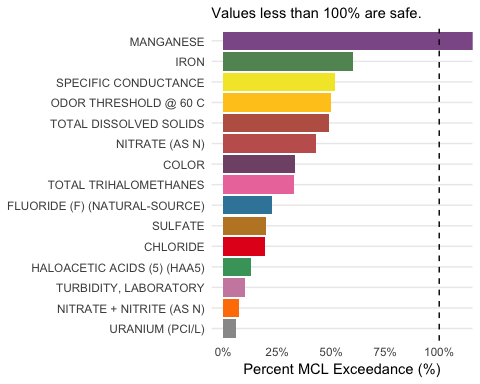 Values less than 100% are safe.
MANGANESE
IRON
SPECIFIC CONDUCTANCE
ODOR THRESHOLD @ 60 C
TOTAL DISSOLVED SOLIDS
NITRATE (AS N)
COLOR
TOTAL TRIHALOMETHANES
FLUORIDE (F) (NATURAL-SOURCE)
SULFATE
CHLORIDE
HALOACETIC ACIDS (5) (HAA5)
TURBIDITY, LABORATORY
NITRATE + NITRITE (AS N)
URANIUM (PCI/L)
0% 25% 50% 75% 100%
Percent MCL Exceedance (%)